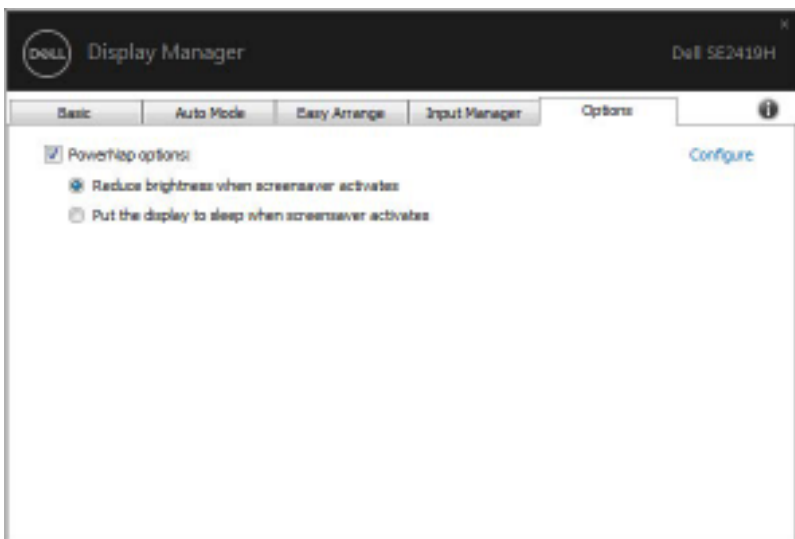 DELL
Display Manager
Dell SE2419H
Basic
Auto Mode
Easy Arrange
Input Manager
Options
PowerNap options:
Configure
Reduce brightness when screensaver activates
Put the display to sleep when screensaver activates